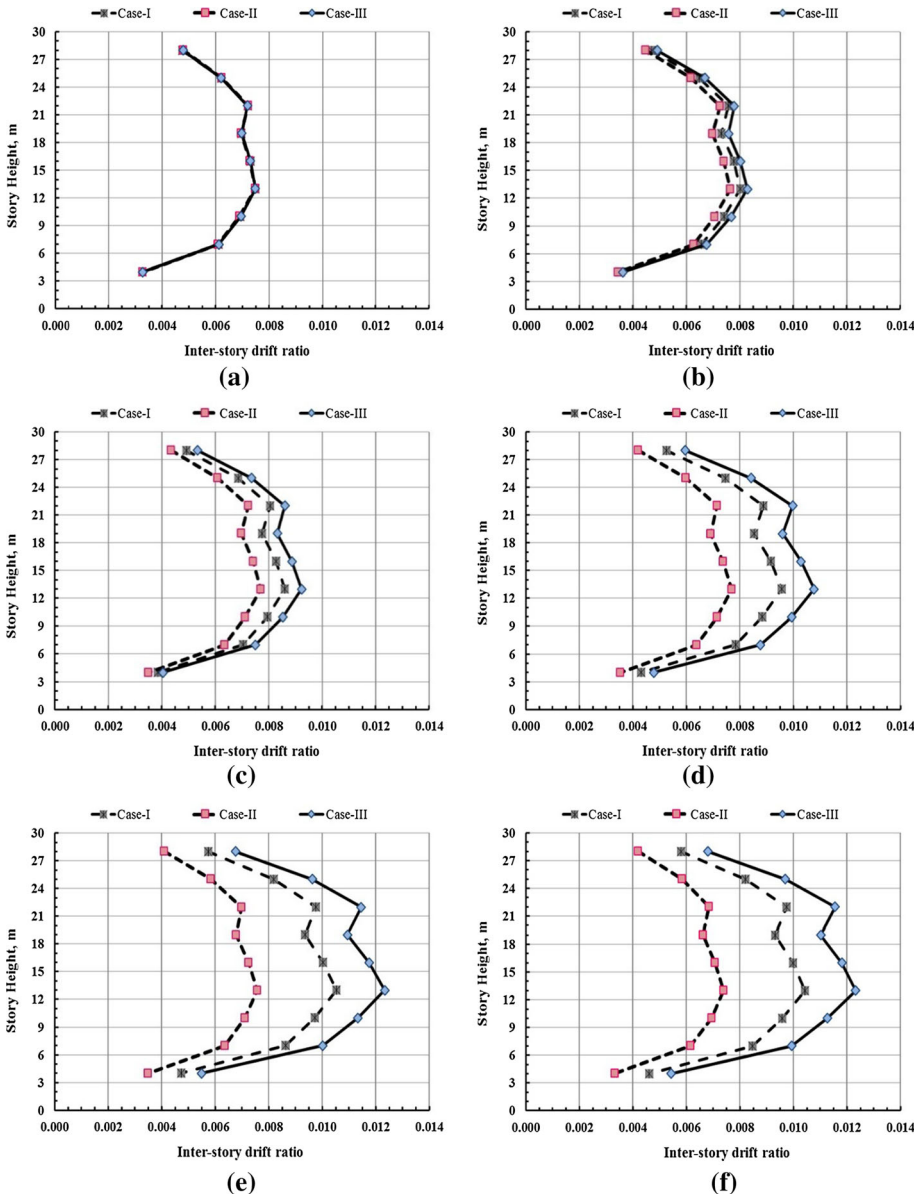 Case-I Case-II Case-III
Case-I Case-II Case-III
30
27
24
21
18
15
12
9
6
3
0
Story Height, m
0.000 0.002 0.004 0.006 0.008 0.010 0.012 0.014
Inter-story drift ratio
(a)
30
27
24
21
18
15
12
9
6
3
0
Story Height, m
0.000 0.002 0.004 0.006 0.008 0.010 0.012 0.014
Inter-story drift ratio
(b)
Case-I Case-II Case-III
30
27
24
21
18
15
12
9
6
3
0
Story Height, m
0.000 0.002 0.004 0.006 0.008 0.010 0.012 0.014
Inter-story drift ratio
(c)
Case-I Case-II Case-III
30
27
24
21
18
15
12
9
6
3
0
Story Height, m
0.000 0.002 0.004 0.006 0.008 0.010 0.012 0.014
Inter-story drift ratio
(d)
Case-I Case-II Case-III
30
27
24
21
18
15
12
9
6
3
0
Story Height, m
0.000 0.002 0.004 0.006 0.008 0.010 0.012 0.014
Inter-story drift ratio
(e)
Case-I Case-II Case-III
30
27
24
21
18
15
12
9
6
3
0
Story Height, m
0.000 0.002 0.004 0.006 0.008 0.010 0.012 0.014
Inter-story drift ratio
(f)